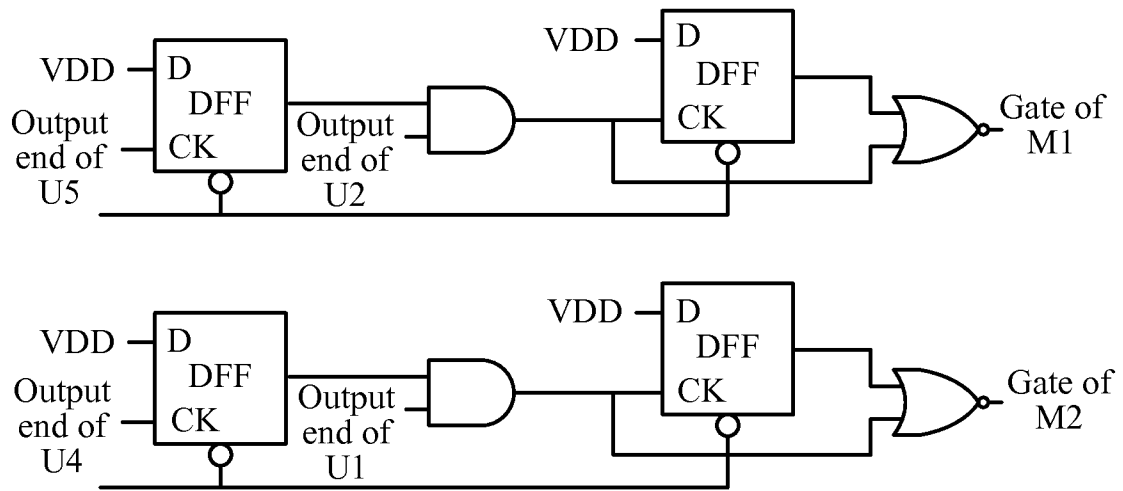 VDD
D
DFF
CK
Output
end of
U5
Output
end of
U2
VDD
D
DFF
CK
Gate of
M1
VDD
D
DFF
CK
Output
end of
U4
Output
end of
U1
VDD
D
DFF
CK
Gate of
M2